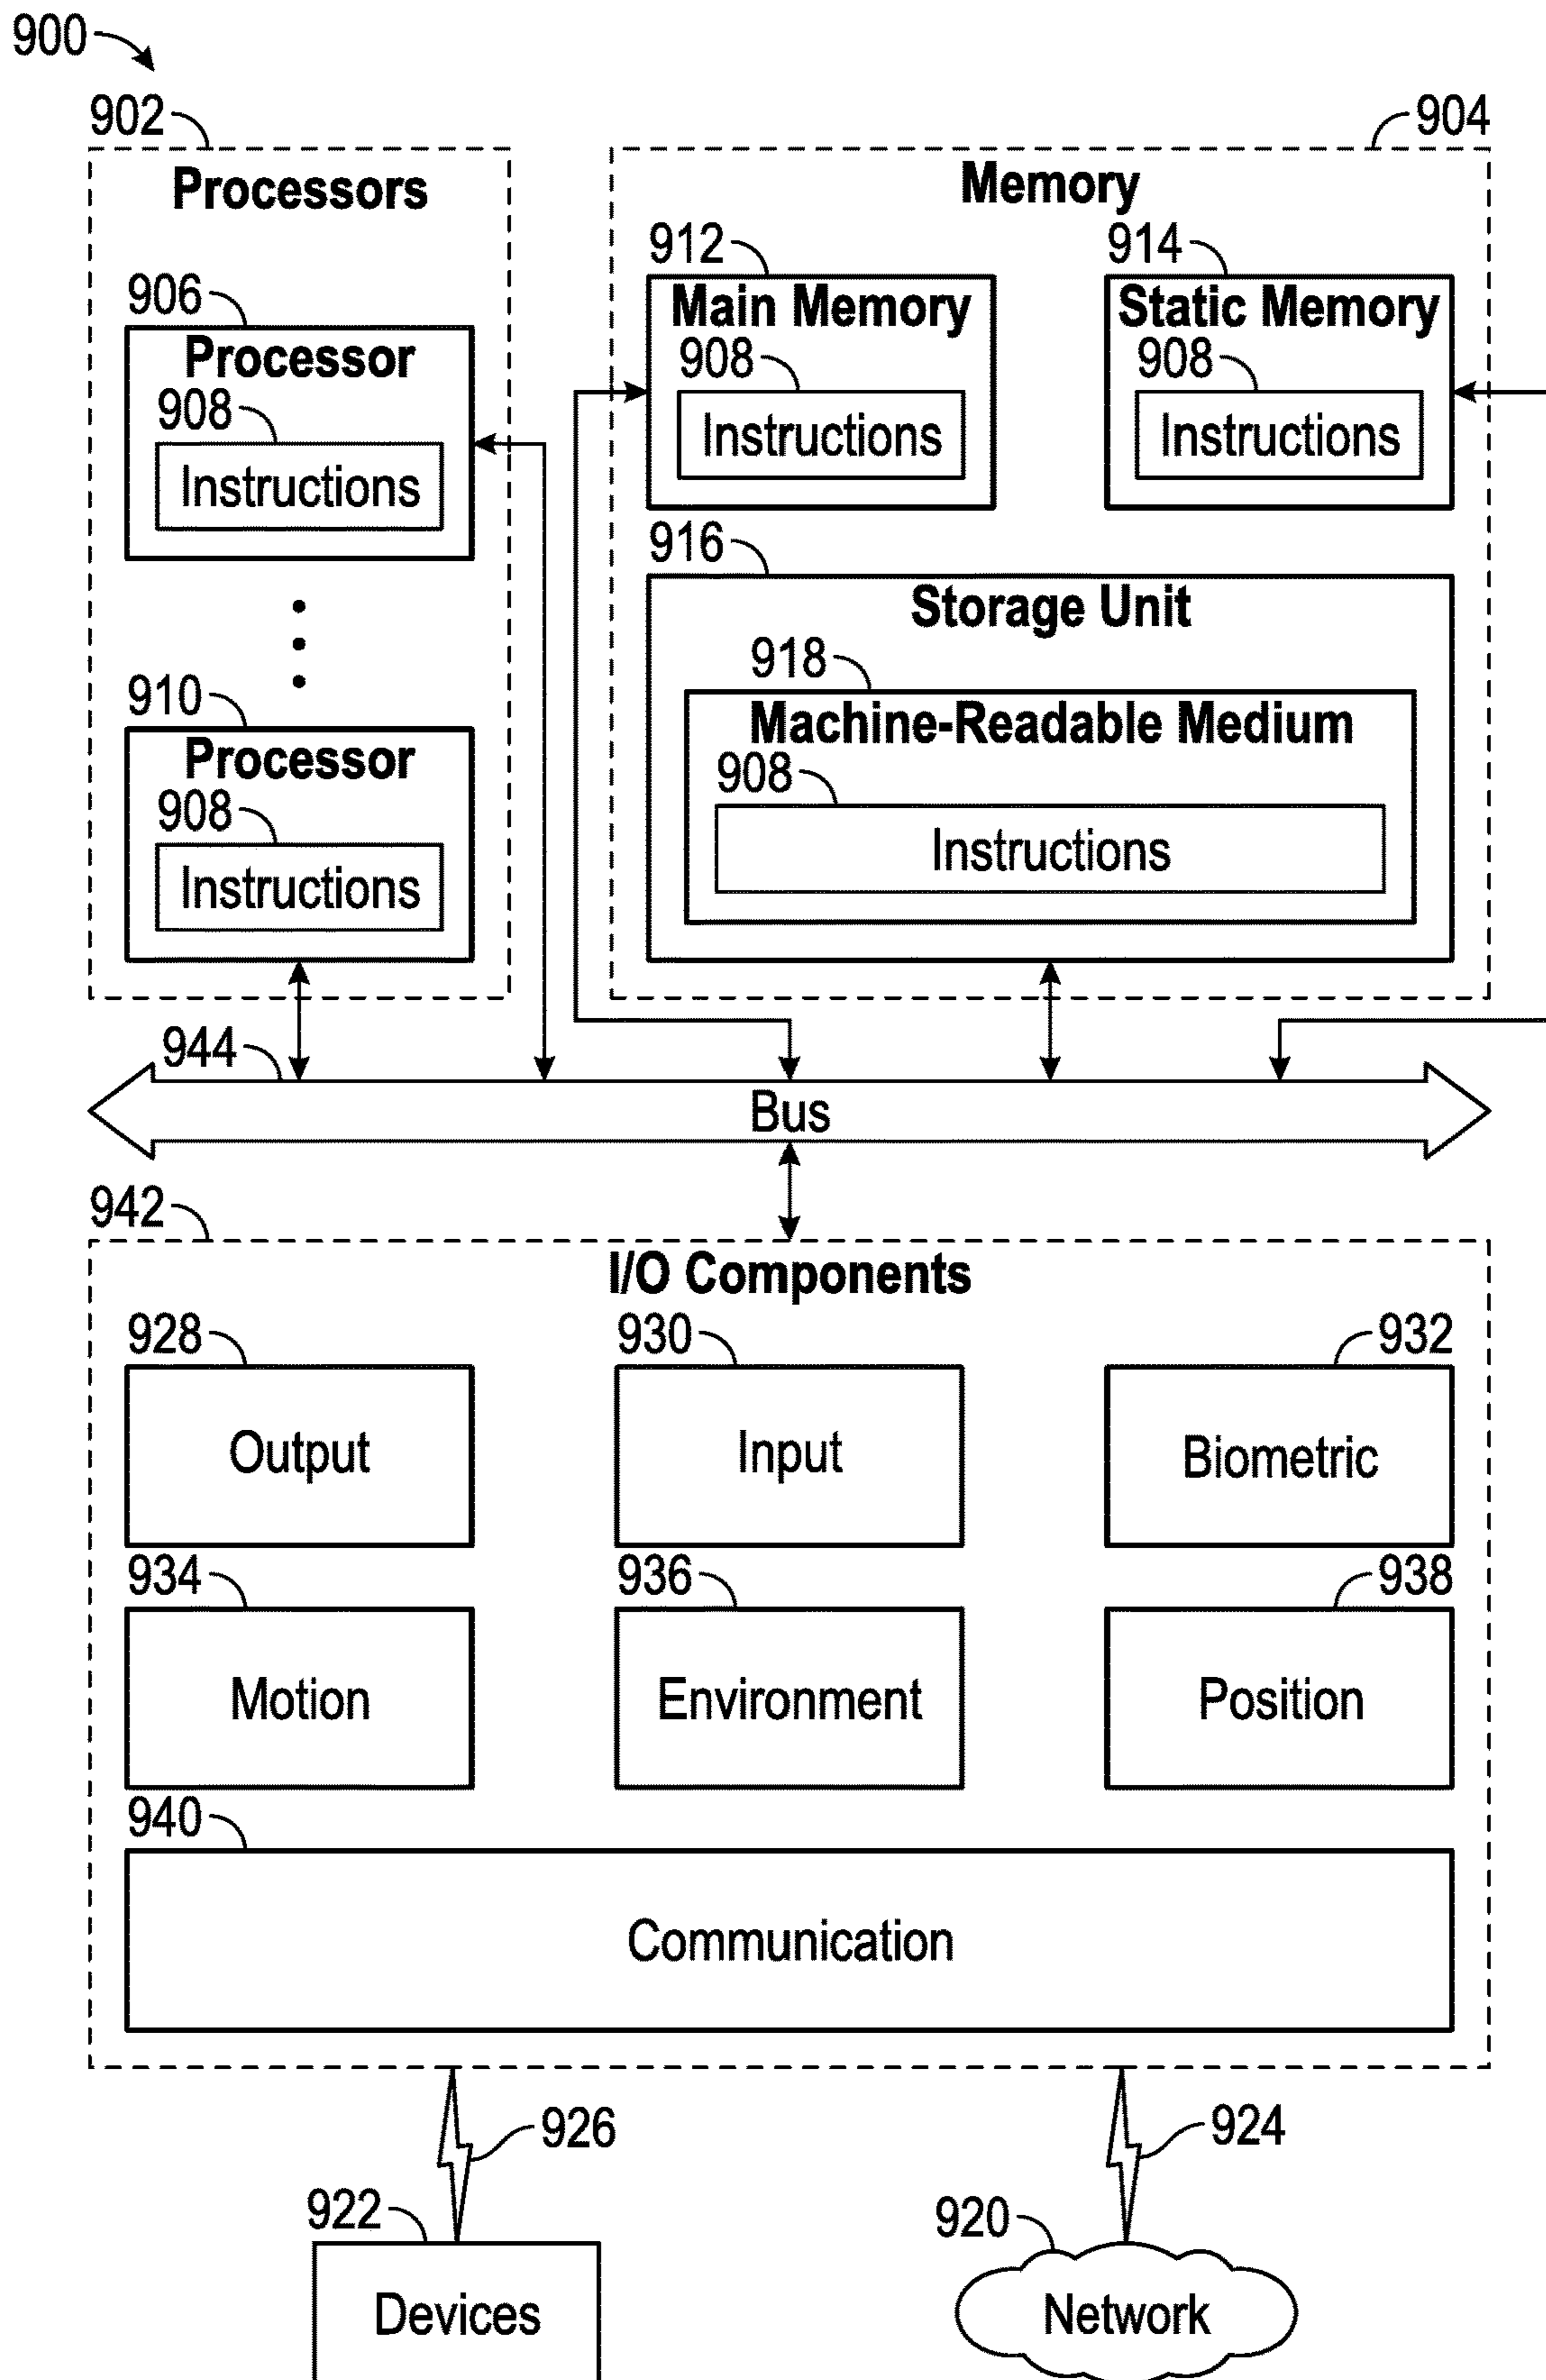 900
902
Processors
906
Processor
908
Instructions
910
Processor
908
Instructions
904
Memory
912
Main Memory
908
Instructions
914
Static Memory
908
Instructions
916
Storage Unit
918
Machine-Readable Medium
908
Instructions
944
Bus
942
I/O Components
928
Output
930
Input
932
Biometric
934
Motion
936
Environment
938
Position
940
Communication
926
924
922
Devices
920
Network